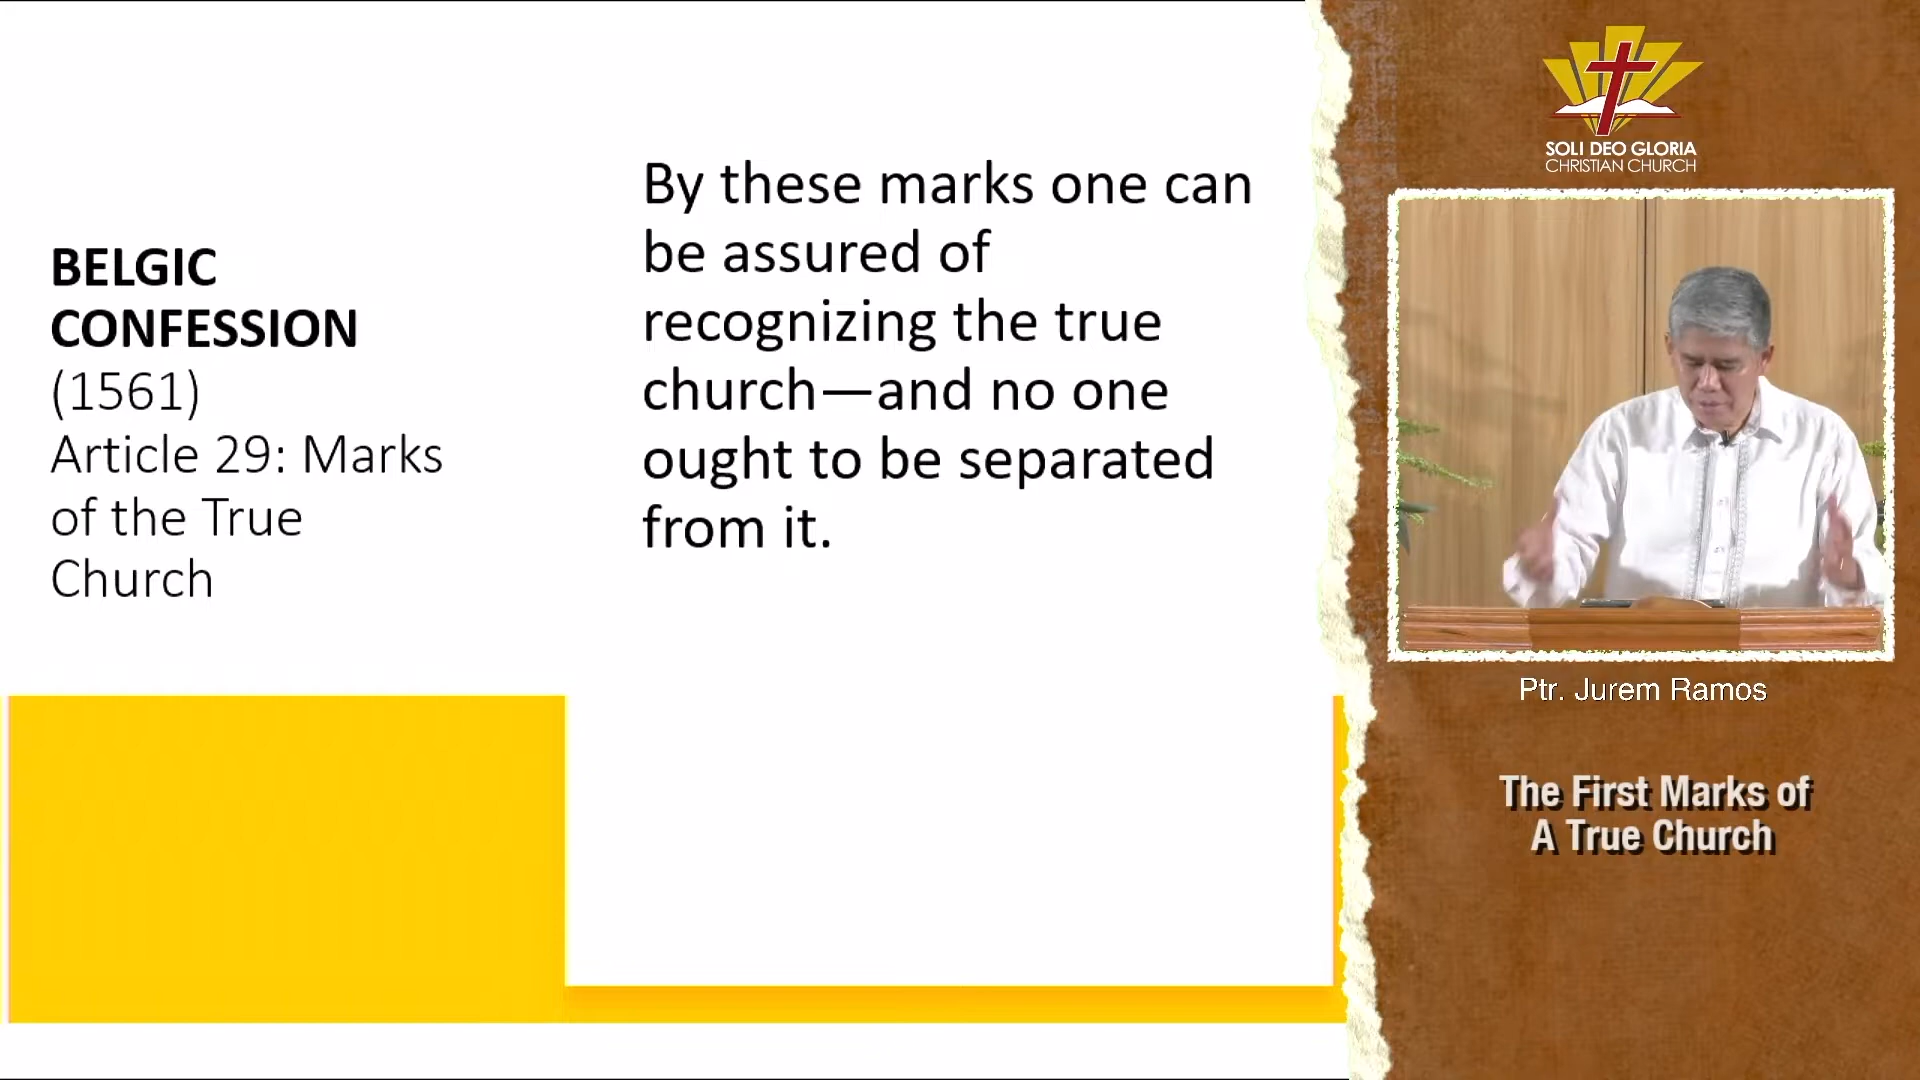 BELGIC
CONFESSION
(1561)
Article 29: Marks
of the True
Church
By these marks one can
be assured of
recognizing the true
church—and no one
ought to be separated
from it.
SOLI DEO GLORIA
CHRISTIAN CHURCH
Ptr. Jurem Ramos
The First Marks of
A True Church